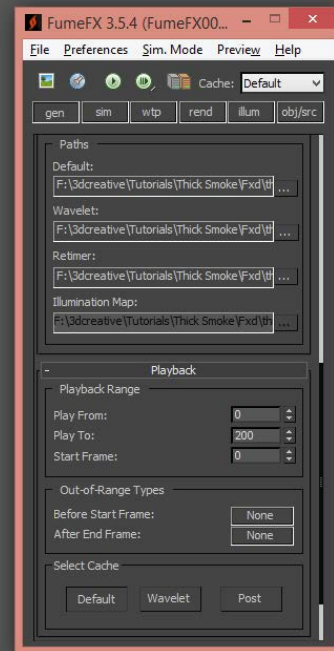 FumeFX 3.5.4 (FumeFX00...
File Preferences Sim. Mode Preview Help
Cache: Default
gen sim wtp rend illum obj/src
Paths
Default:
F:\3dcreative\Tutorials\Thick Smoke\Fxd\th ...
Wavelet:
F:\3dcreative\Tutorials\Thick Smoke\Fxd\th ...
Retimer:
F:\3dcreative\Tutorials\Thick Smoke\Fxd\th ...
Illumination Map:
F:\3dcreative\Tutorials\Thick Smoke\Fxd\th ...
- Playback
Playback Range
Play From: 0
Play To: 200
Start Frame: 0
Out-of-Range Types
Before Start Frame: None
After End Frame: None
Select Cache
Default Wavelet Post